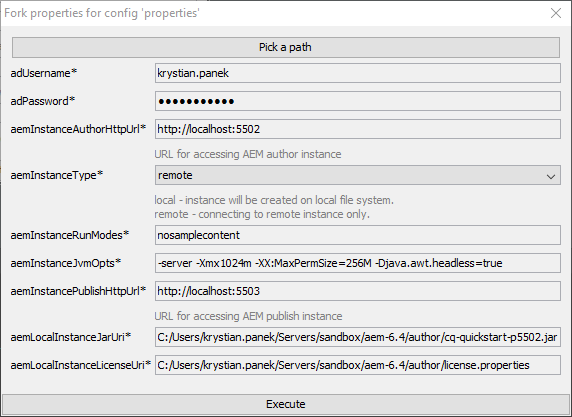 Fork properties for config 'properties'
Pick a path
adUsername* krystian.panek
adPassword* ●●●●●●●●●●●
aemInstanceAuthorHttpUrl* http://localhost:5502
URL for accessing AEM author instance
aemInstanceType* remote
local - instance will be created on local file system.
remote - connecting to remote instance only.
aemInstanceRunModes* nosamplecontent
aemInstanceJvmOpts* -server -Xmx1024m -XX:MaxPermSize=256M -Djava.awt.headless=true
aemInstancePublishHttpUrl* http://localhost:5503
URL for accessing AEM publish instance
aemLocalInstanceJarUri* C:/Users/krystian.panek/Servers/sandbox/aem-6.4/author/cq-quickstart-p5502.jar
aemLocalInstanceLicenseUri* C:/Users/krystian.panek/Servers/sandbox/aem-6.4/author/license.properties
Execute